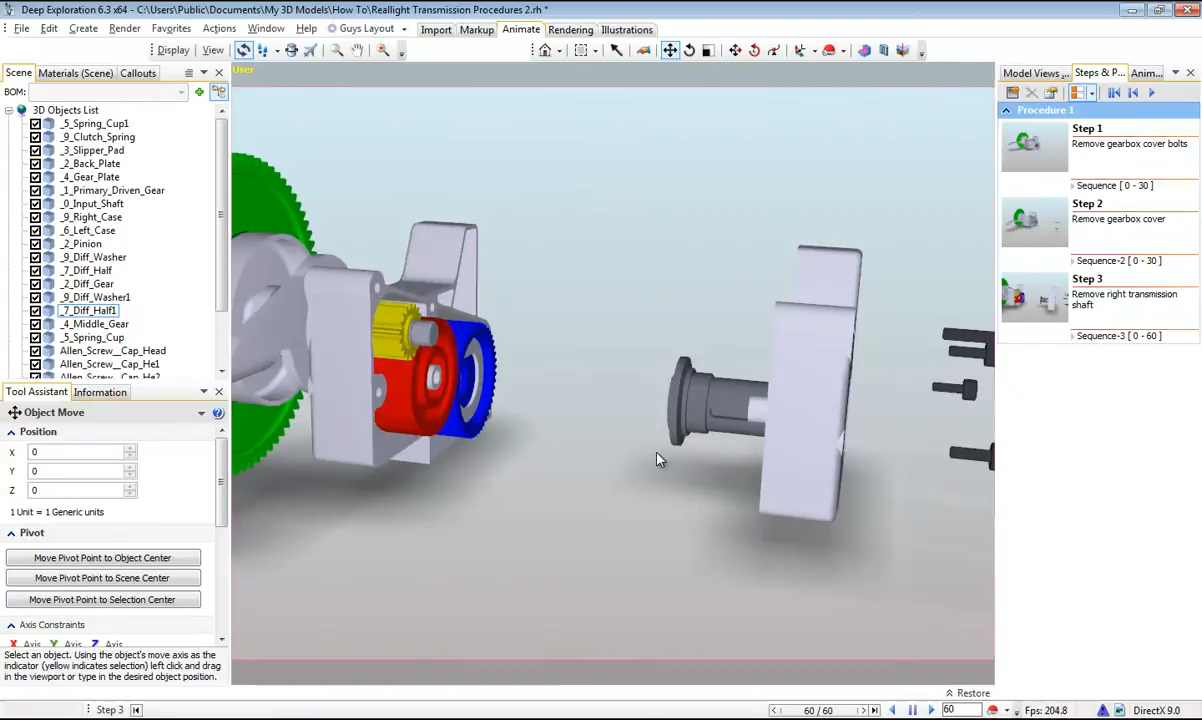 Deep Exploration 6.3 x64 - C:\Users\Public\Documents\My 3D Models\How To\Reallight Transmission Procedures 2.rh *
File Edit Create Render Favorites Actions Window Help Guys Layout Import Markup Animate Rendering Illustrations
Display View
Scene Materials (Scene) Callouts
BOM:
3D Objects List
_5_Spring_Cup1
_9_Clutch_Spring
_3_Slipper_Pad
_2_Back_Plate
_4_Gear_Plate
_1_Primary_Driven_Gear
_0_Input_Shaft
_9_Right_Case
_6_Left_Case
_2_Pinion
_9_Diff_Washer
_7_Diff_Half
_2_Diff_Gear
_9_Diff_Washer1
_7_Diff_Half1
_4_Middle_Gear
_5_Spring_Cup
Allen_Screw__Cap_Head
Allen_Screw__Cap_He1
Allen_Screw__Cap_He2
Tool Assistant Information
Object Move
Position
X 0
Y 0
Z 0
1 Unit = 1 Generic units
Pivot
Move Pivot Point to Object Center
Move Pivot Point to Scene Center
Move Pivot Point to Selection Center
Axis Constraints
X Axis Y Axis Z Axis
Select an object. Using the object's move axis as the
indicator (yellow indicates selection) left click and drag
in the viewport or type in the desired object position.
User
Model Views ... Steps & P... Anim...
Procedure 1
Step 1
Remove gearbox cover bolts
Sequence [ 0 - 30 ]
Step 2
Remove gearbox cover
Sequence-2 [ 0 - 30 ]
Step 3
Remove right transmission
shaft
Sequence-3 [ 0 - 60 ]
Restore
Step 3
60 / 60
60
Fps: 204.8
DirectX 9.0